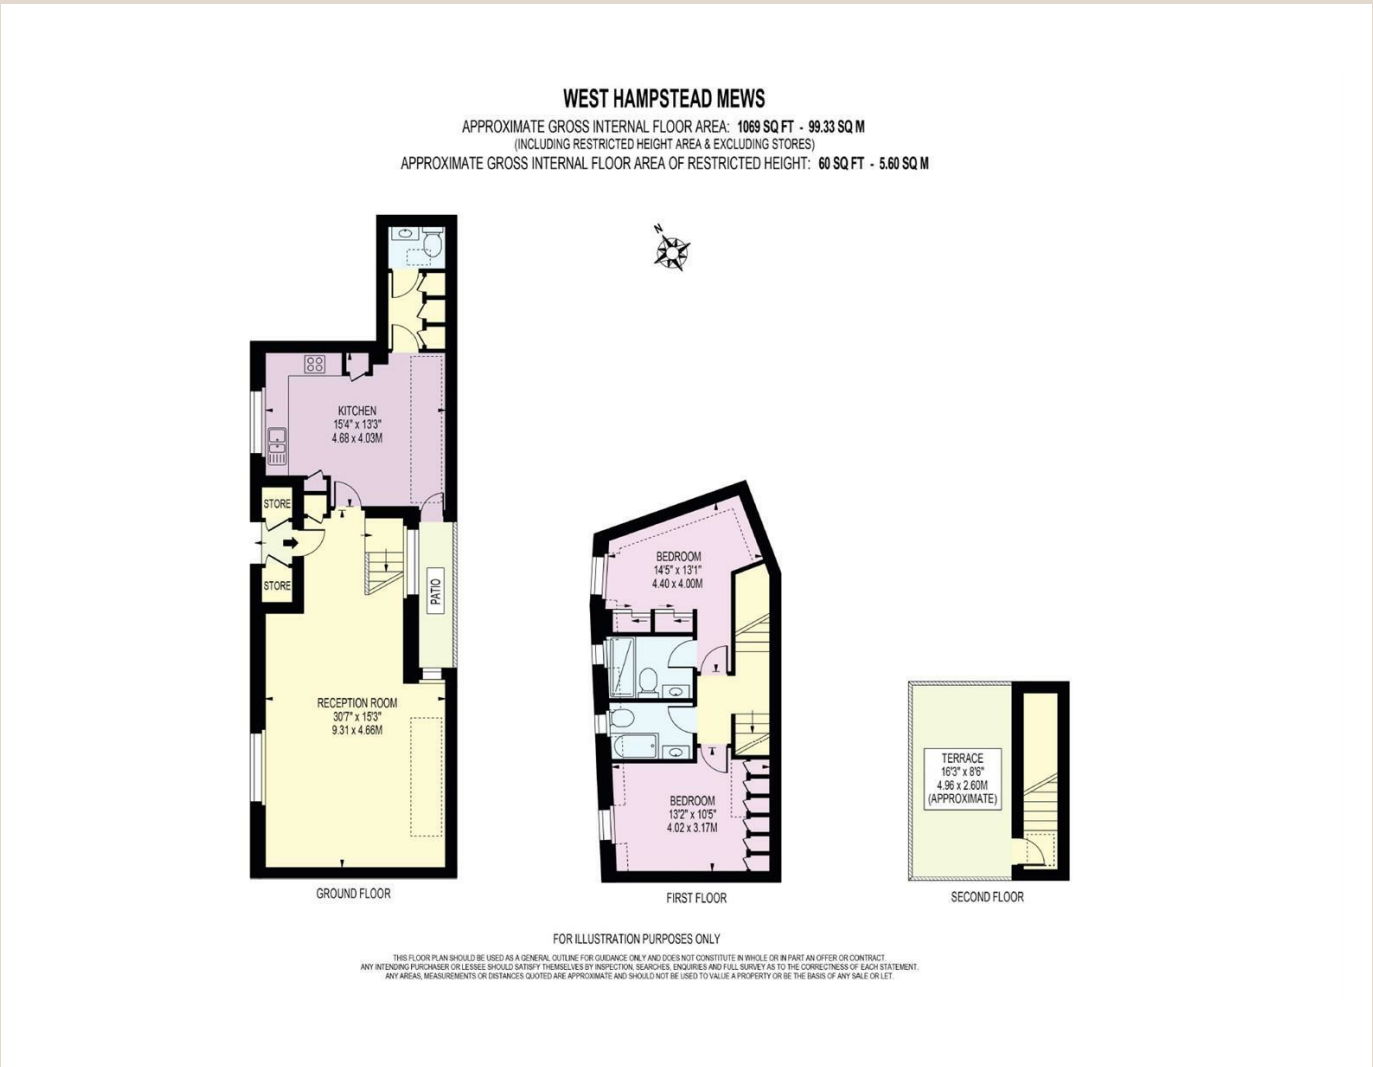 WEST HAMPSTEAD MEWS
APPROXIMATE GROSS INTERNAL FLOOR AREA: 1069 SQ FT - 99.33 SQ M
(INCLUDING RESTRICTED HEIGHT AREA & EXCLUDING STORES)
APPROXIMATE GROSS INTERNAL FLOOR AREA OF RESTRICTED HEIGHT: 60 SQ FT - 5.60 SQ M
N
KITCHEN
15'4" x 13'3"
4.68 x 4.03M
STORE
STORE
PATIO
RECEPTION ROOM
30'7" x 15'3"
9.31 x 4.66M
GROUND FLOOR
BEDROOM
14'5" x 13'1"
4.40 x 4.00M
BEDROOM
13'2" x 10'5"
4.02 x 3.17M
FIRST FLOOR
TERRACE
16'3" x 8'6"
4.96 x 2.60M
(APPROXIMATE)
SECOND FLOOR
FOR ILLUSTRATION PURPOSES ONLY
THIS FLOOR PLAN SHOULD BE USED AS A GENERAL OUTLINE FOR GUIDANCE ONLY AND DOES NOT CONSTITUTE IN WHOLE OR IN PART AN OFFER OR CONTRACT.
ANY INTENDING PURCHASER OR LESSEE SHOULD SATISFY THEMSELVES BY INSPECTION, SEARCHES, ENQUIRIES AND FULL SURVEY AS TO THE CORRECTNESS OF EACH STATEMENT.
ANY AREAS, MEASUREMENTS OR DISTANCES QUOTED ARE APPROXIMATE AND SHOULD NOT BE USED TO VALUE A PROPERTY OR BE THE BASIS OF ANY SALE OR LET.